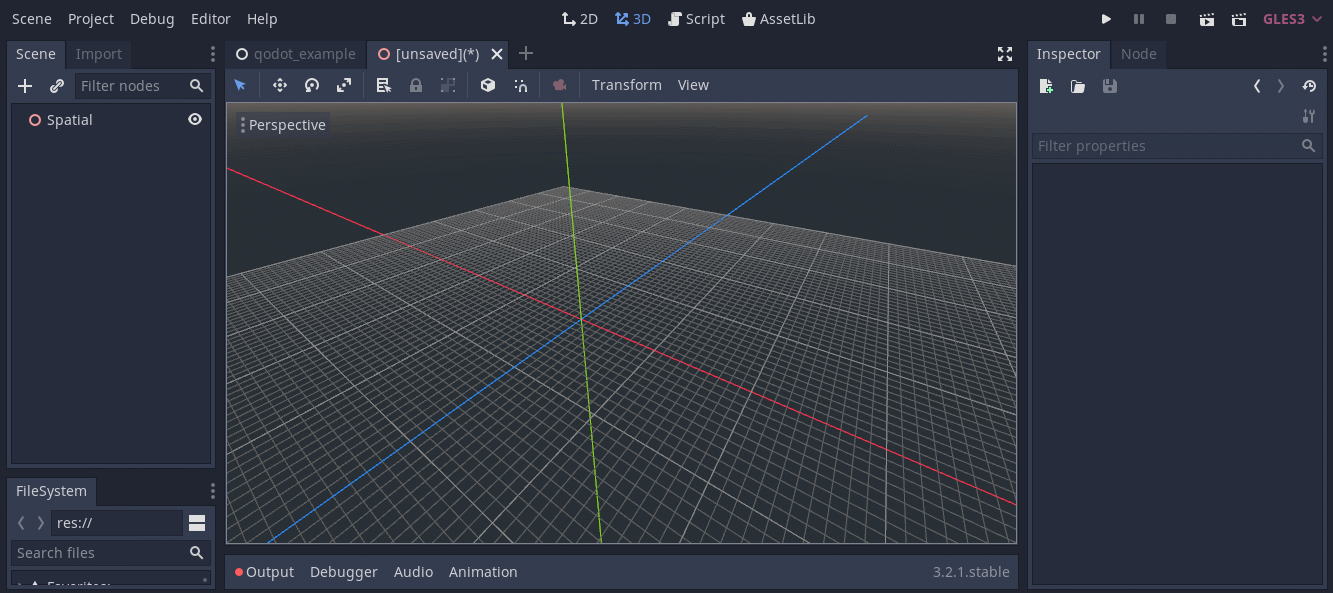 Scene Project Debug Editor Help 2D 3D Script AssetLib GLES3
Scene Import
Filter nodes
Spatial
FileSystem
res://
Search files
Favorites:
qodot_example [unsaved](*)
Transform View
Perspective
Output Debugger Audio Animation 3.2.1.stable
Inspector Node
Filter properties